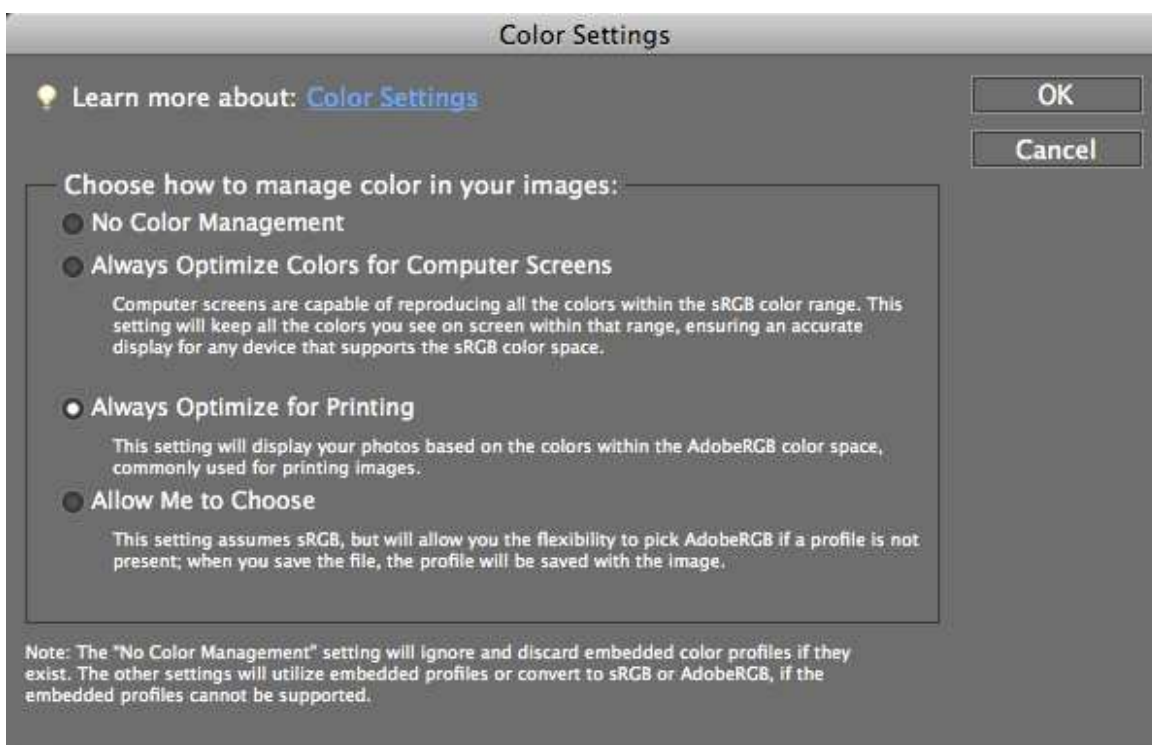 Color Settings
Learn more about: Color Settings
OK
Cancel
Choose how to manage color in your images:
No Color Management
Always Optimize Colors for Computer Screens
Computer screens are capable of reproducing all the colors within the sRGB color range. This
setting will keep all the colors you see on screen within that range, ensuring an accurate
display for any device that supports the sRGB color space.
Always Optimize for Printing
This setting will display your photos based on the colors within the AdobeRGB color space,
commonly used for printing images.
Allow Me to Choose
This setting assumes sRGB, but will allow you the flexibility to pick AdobeRGB if a profile is not
present; when you save the file, the profile will be saved with the image.
Note: The "No Color Management" setting will ignore and discard embedded color profiles if they
exist. The other settings will utilize embedded profiles or convert to sRGB or AdobeRGB, if the
embedded profiles cannot be supported.